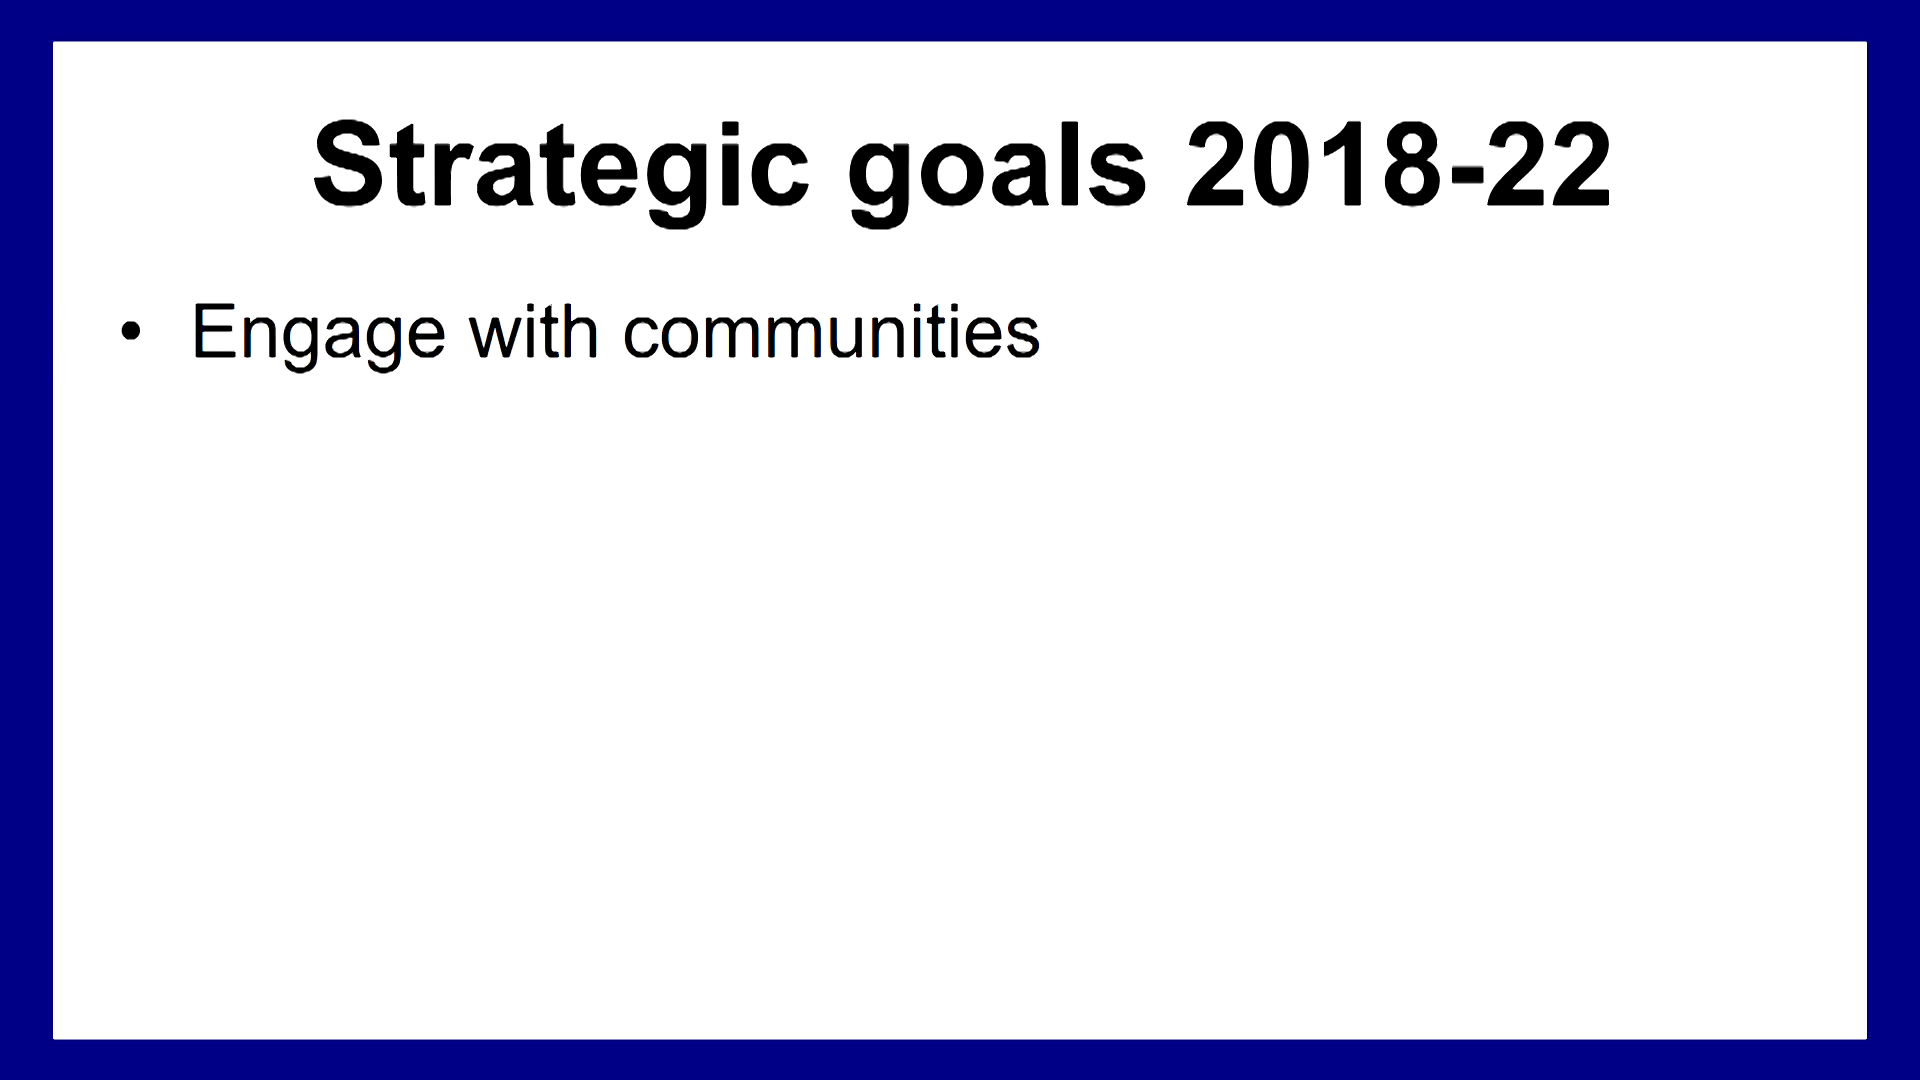 Strategic goals 2018-22
• Engage with communities